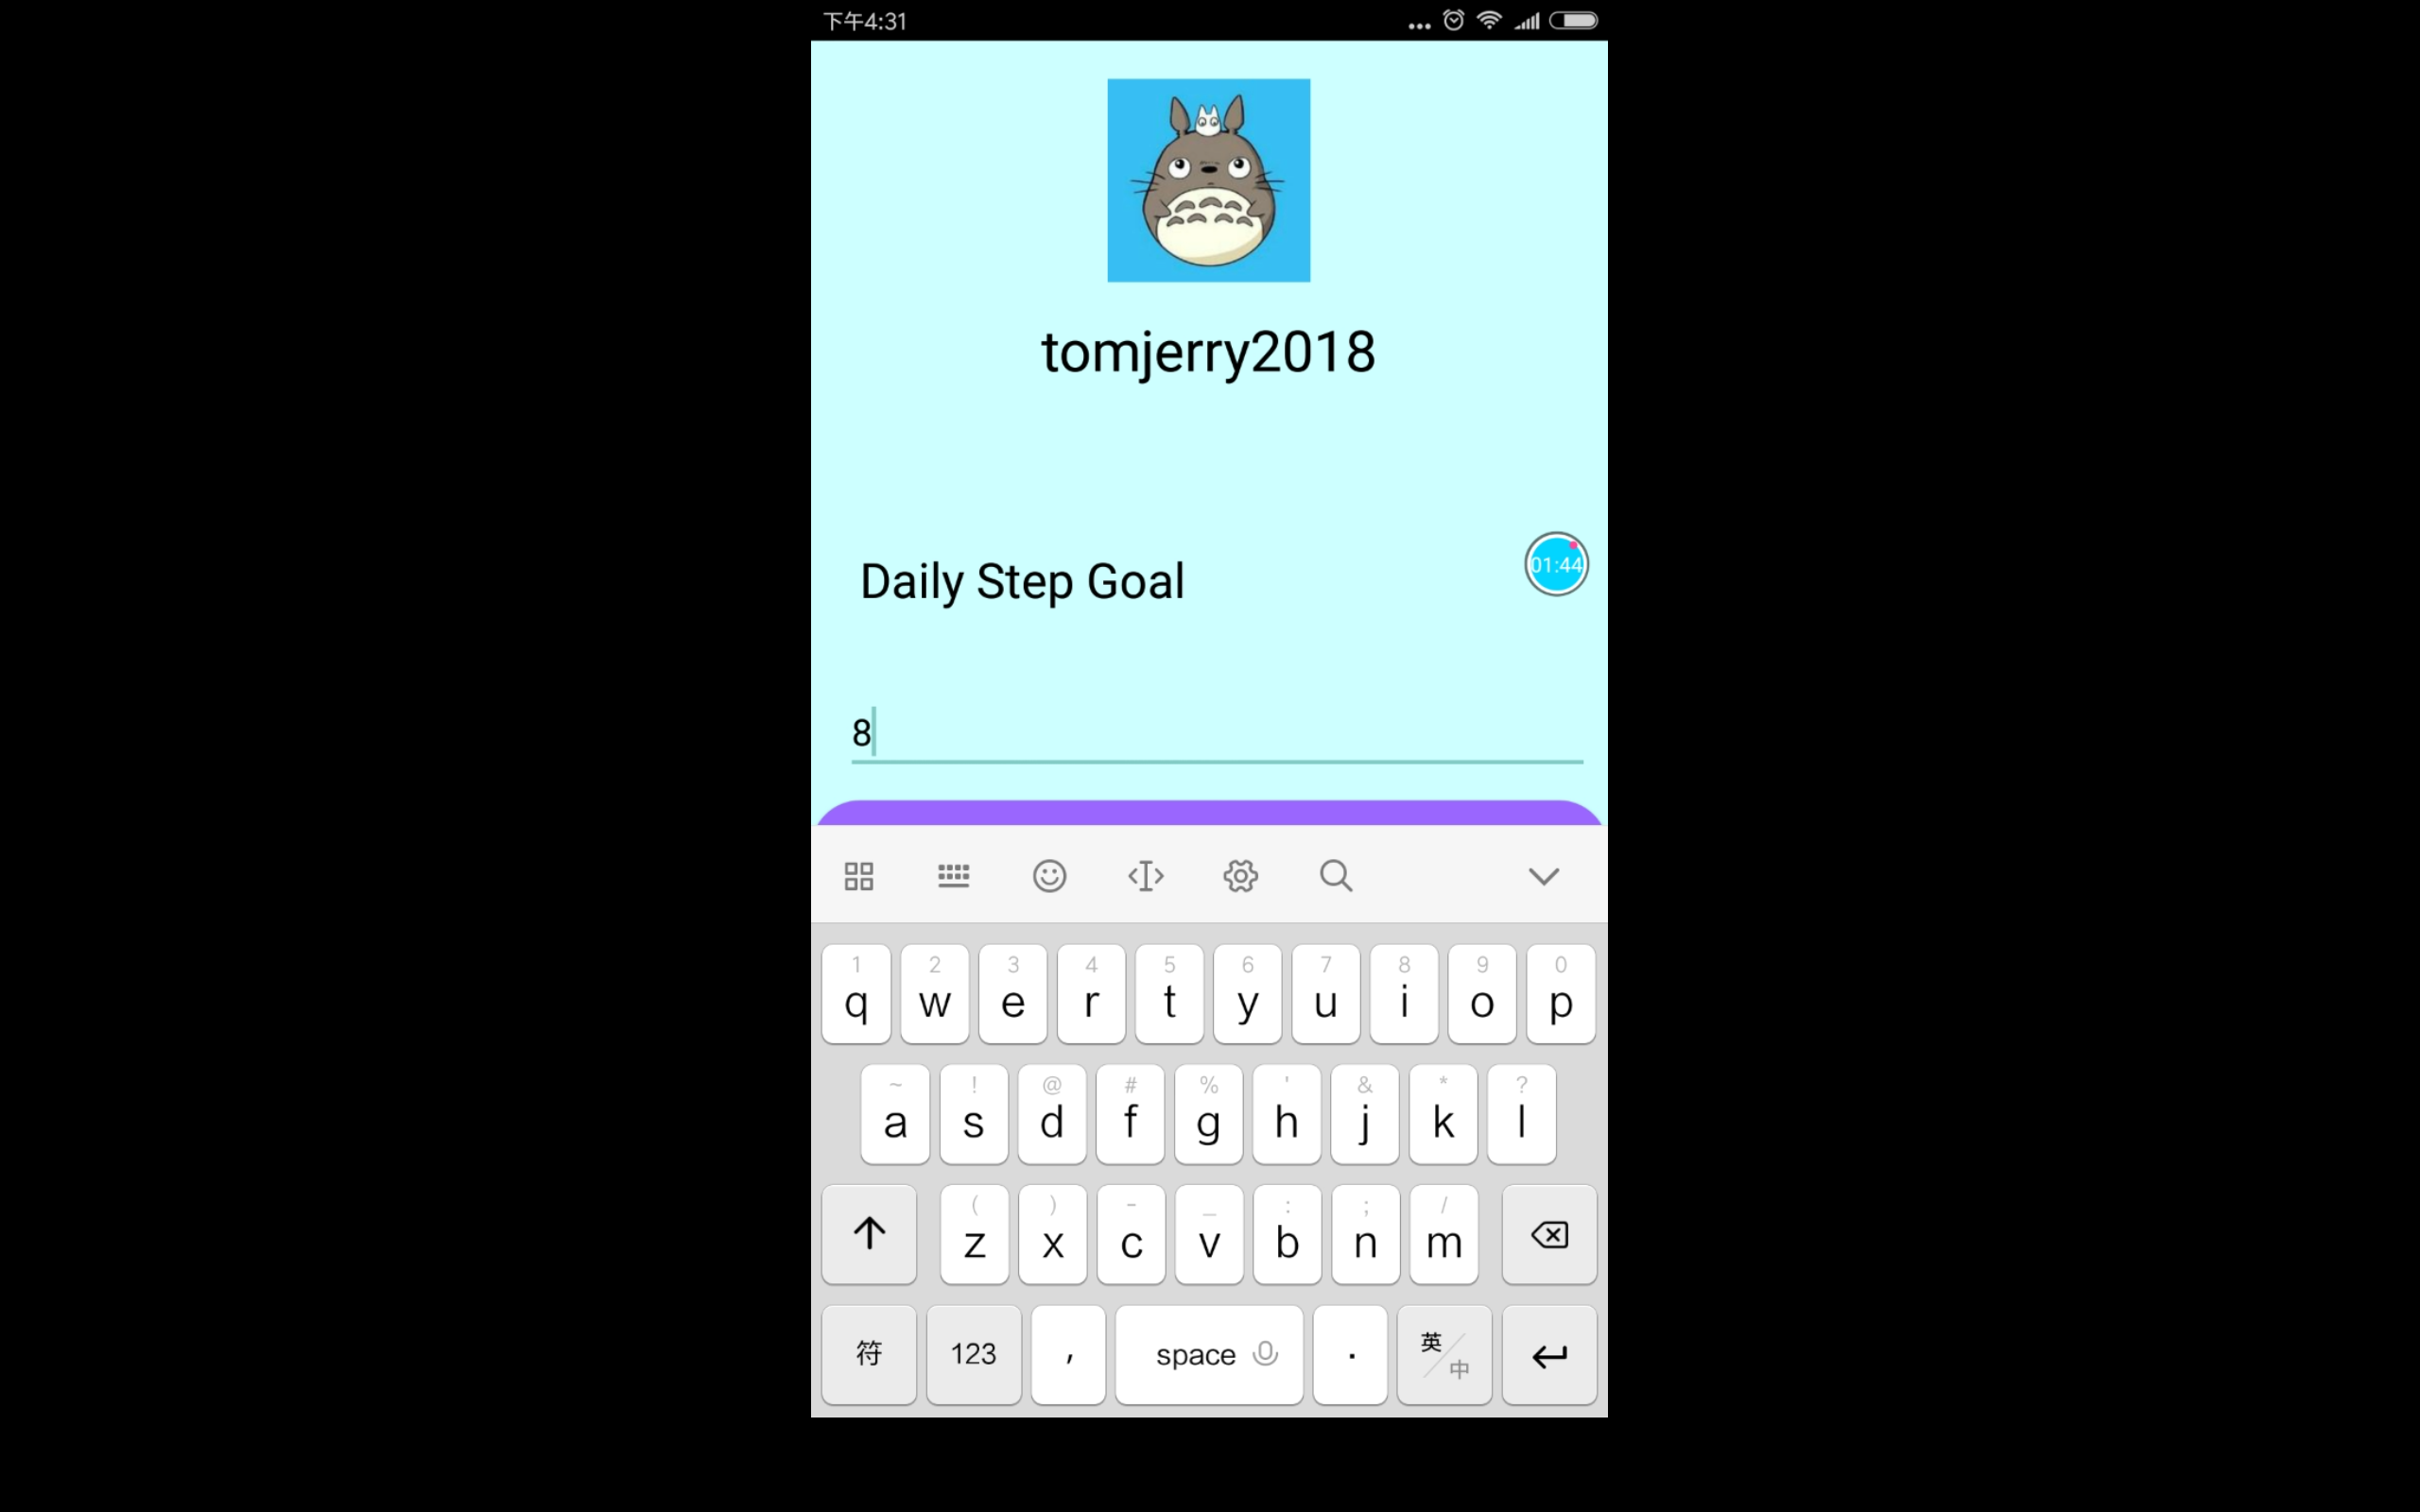 下午4:31
tomjerry2018
01:44
Daily Step Goal
8
1 2 3 4 5 6 7 8 9 0
q w e r t y u i o p
~ ! @ # % ' & * ?
a s d f g h j k l
( ) - _ : ; /
z x c v b n m
符 123 , space . 英/中